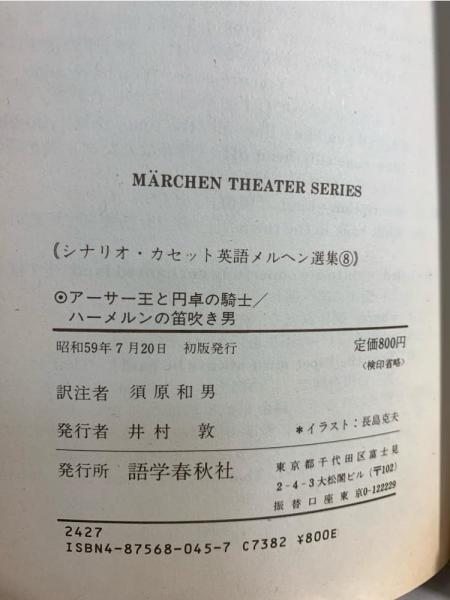 MÄRCHEN THEATER SERIES
《シナリオ・カセット英語メルヘン選集⑧》
◉アーサー王と円卓の騎士/
ハーメルンの笛吹き男
昭和59年7月20日 初版発行 定価800円
〈検印省略〉
訳注者 須原和男
発行者 井村 敦 *イラスト:長島克夫
発行所 語学春秋社
東京都千代田区富士見
2-4-3大松閣ビル(〒102)
振替口座東京0-122229
2427
ISBN4-87568-045-7 C7382 ¥800E